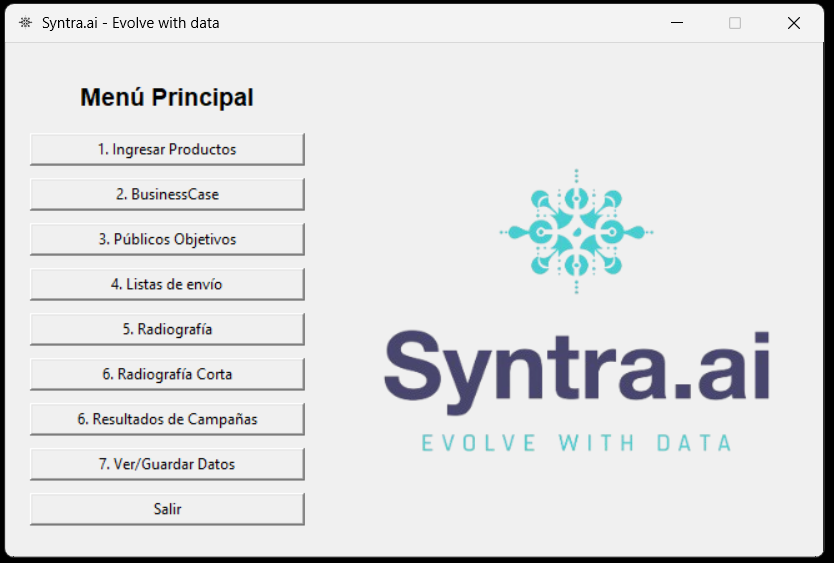 Syntra.ai - Evolve with data
Menú Principal
1. Ingresar Productos
2. BusinessCase
3. Públicos Objetivos
4. Listas de envío
5. Radiografía
6. Radiografía Corta
6. Resultados de Campañas
7. Ver/Guardar Datos
Salir
Syntra.ai
EVOLVE WITH DATA